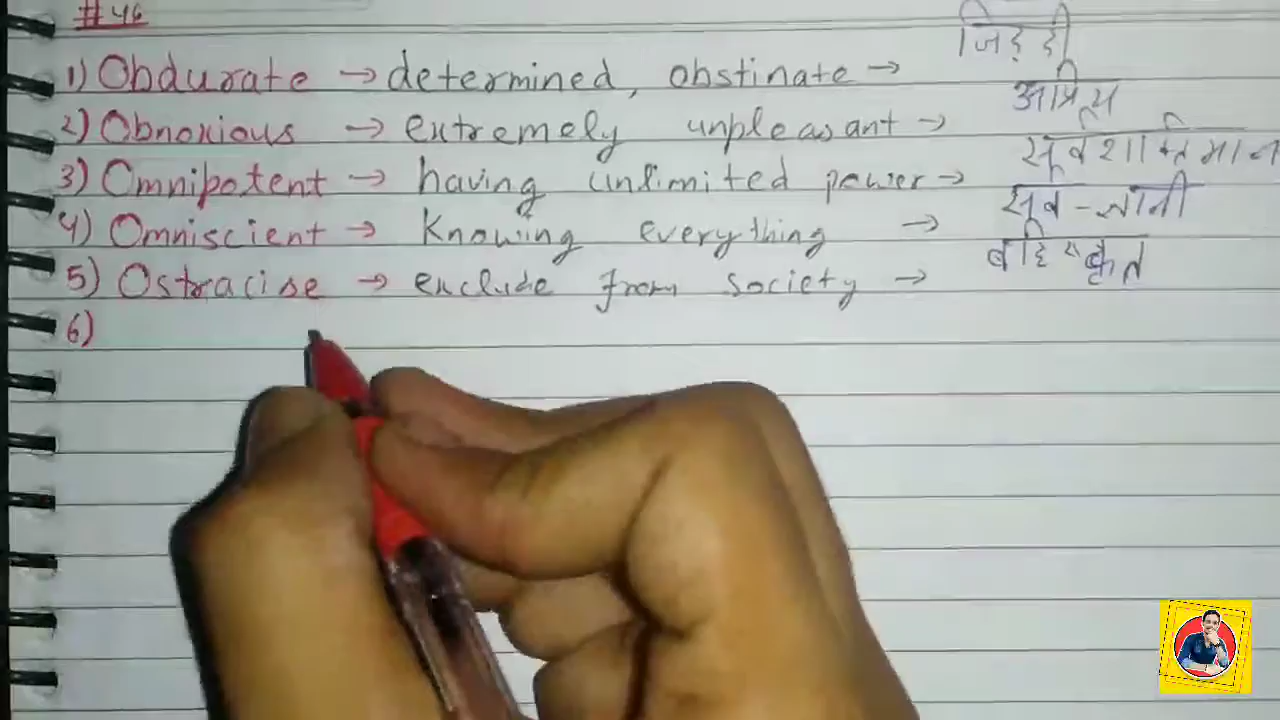 #46
1) Obdurate → determined, obstinate → जिद्दी
2) Obnoxious → extremely unpleasant → अप्रिय
3) Omnipotent → having unlimited power → सर्वशक्तिमान
4) Omniscient → Knowing everything → सर्व-ज्ञानी
5) Ostracise → exclude from society → बहिष्कृत
6)